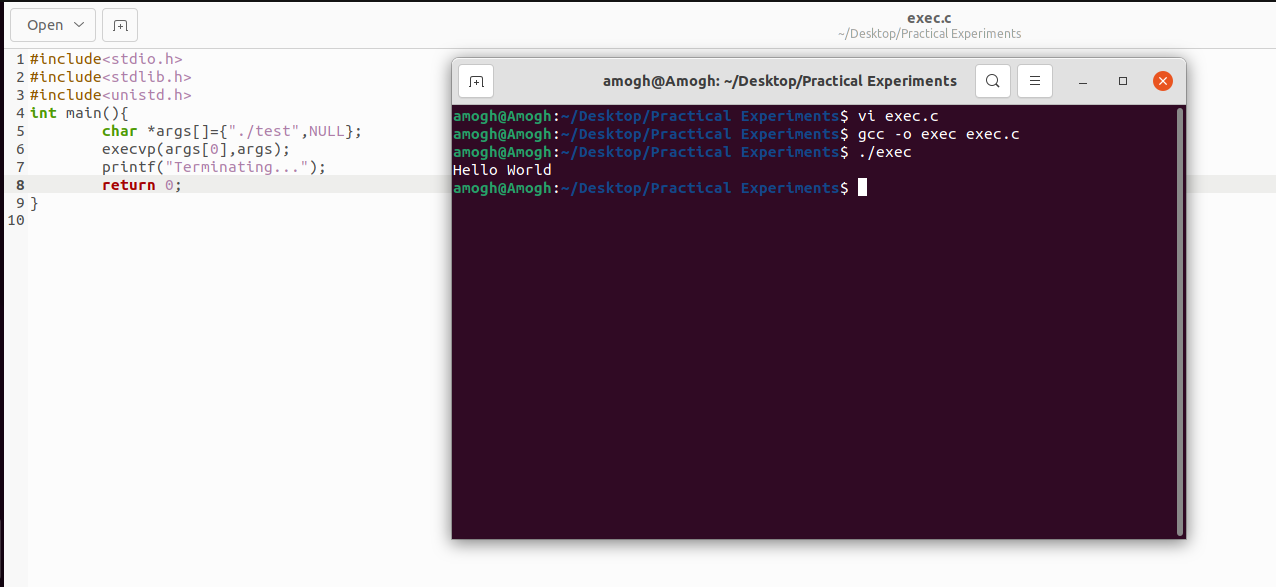 Open
exec.c
~/Desktop/Practical Experiments
1 #include<stdio.h>
2 #include<stdlib.h>
3 #include<unistd.h>
4 int main(){
5         char *args[]={"./test",NULL};
6         execvp(args[0],args);
7         printf("Terminating...");
8         return 0;
9 }
10
amogh@Amogh: ~/Desktop/Practical Experiments
amogh@Amogh:~/Desktop/Practical Experiments$ vi exec.c
amogh@Amogh:~/Desktop/Practical Experiments$ gcc -o exec exec.c
amogh@Amogh:~/Desktop/Practical Experiments$ ./exec
Hello World
amogh@Amogh:~/Desktop/Practical Experiments$